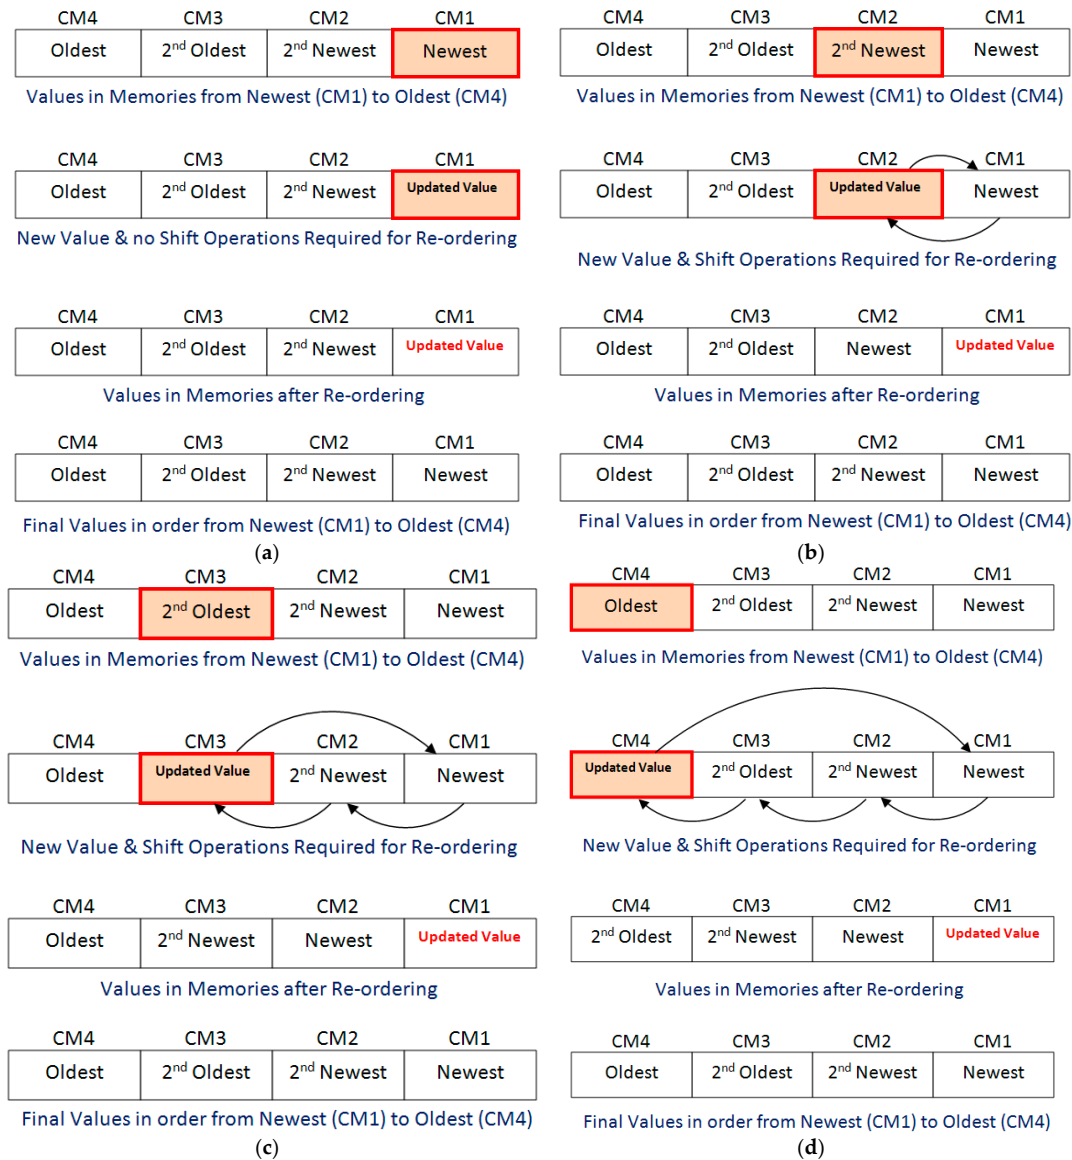 CM4 CM3 CM2 CM1
Oldest 2nd Oldest 2nd Newest Newest
Values in Memories from Newest (CM1) to Oldest (CM4)
CM4 CM3 CM2 CM1
Oldest 2nd Oldest 2nd Newest Updated Value
New Value & no Shift Operations Required for Re-ordering
CM4 CM3 CM2 CM1
Oldest 2nd Oldest 2nd Newest Updated Value
Values in Memories after Re-ordering
CM4 CM3 CM2 CM1
Oldest 2nd Oldest 2nd Newest Newest
Final Values in order from Newest (CM1) to Oldest (CM4)
(a)
CM4 CM3 CM2 CM1
Oldest 2nd Oldest 2nd Newest Newest
Values in Memories from Newest (CM1) to Oldest (CM4)
CM4 CM3 CM2 CM1
Oldest 2nd Oldest Updated Value Newest
New Value & Shift Operations Required for Re-ordering
CM4 CM3 CM2 CM1
Oldest 2nd Oldest Newest Updated Value
Values in Memories after Re-ordering
CM4 CM3 CM2 CM1
Oldest 2nd Oldest 2nd Newest Newest
Final Values in order from Newest (CM1) to Oldest (CM4)
(b)
CM4 CM3 CM2 CM1
Oldest 2nd Oldest 2nd Newest Newest
Values in Memories from Newest (CM1) to Oldest (CM4)
CM4 CM3 CM2 CM1
Oldest Updated Value 2nd Newest Newest
New Value & Shift Operations Required for Re-ordering
CM4 CM3 CM2 CM1
Oldest 2nd Newest Newest Updated Value
Values in Memories after Re-ordering
CM4 CM3 CM2 CM1
Oldest 2nd Oldest 2nd Newest Newest
Final Values in order from Newest (CM1) to Oldest (CM4)
(c)
CM4 CM3 CM2 CM1
Oldest 2nd Oldest 2nd Newest Newest
Values in Memories from Newest (CM1) to Oldest (CM4)
CM4 CM3 CM2 CM1
Updated Value 2nd Oldest 2nd Newest Newest
New Value & Shift Operations Required for Re-ordering
CM4 CM3 CM2 CM1
2nd Oldest 2nd Newest Newest Updated Value
Values in Memories after Re-ordering
CM4 CM3 CM2 CM1
Oldest 2nd Oldest 2nd Newest Newest
Final Values in order from Newest (CM1) to Oldest (CM4)
(d)